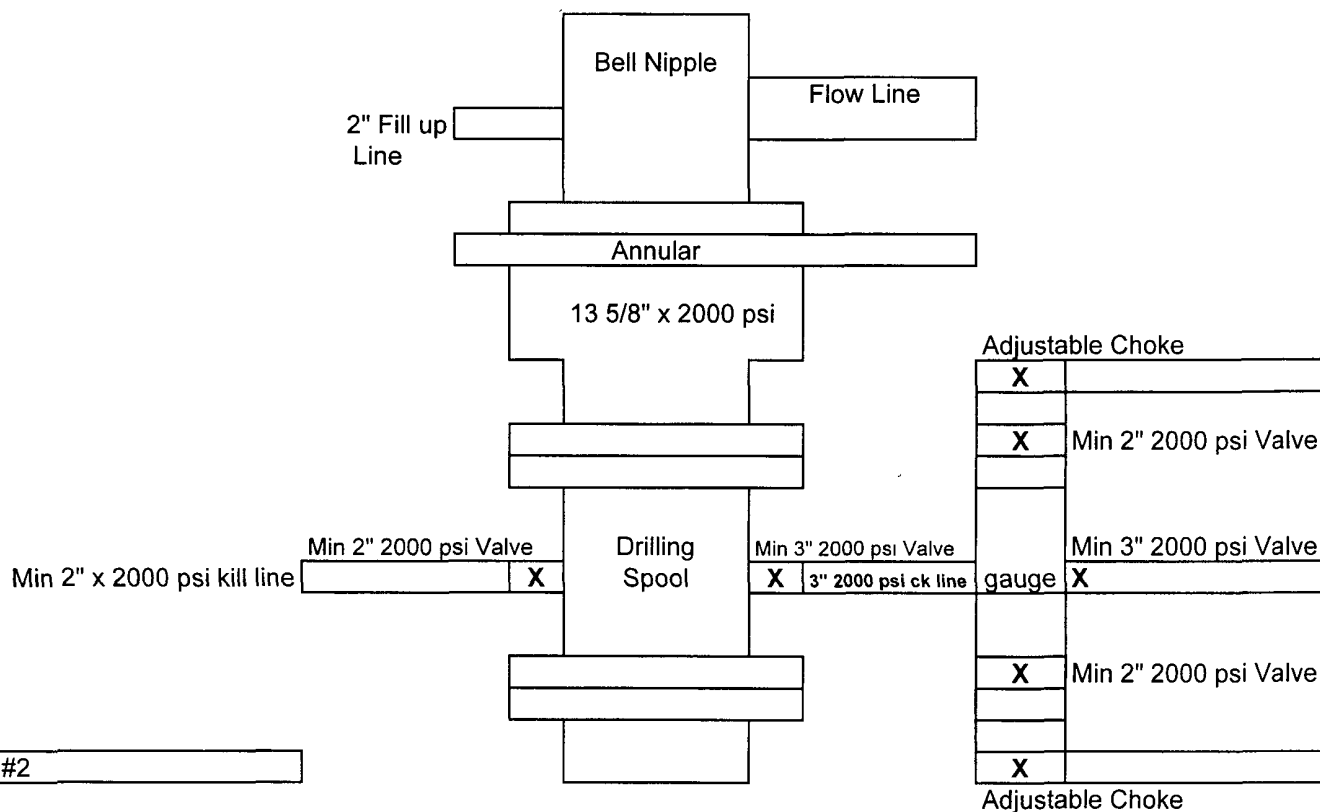 Bell Nipple
Flow Line
2" Fill up
Line
Annular
13 5/8" x 2000 psi
Adjustable Choke
X
X
Min 2" 2000 psi Valve
Min 2" 2000 psi Valve
Drilling
Spool
Min 3" 2000 psi Valve
Min 3" 2000 psi Valve
Min 2" x 2000 psi kill line
X
X
3" 2000 psi ck line
gauge
X
X
Min 2" 2000 psi Valve
#2
X
Adjustable Choke